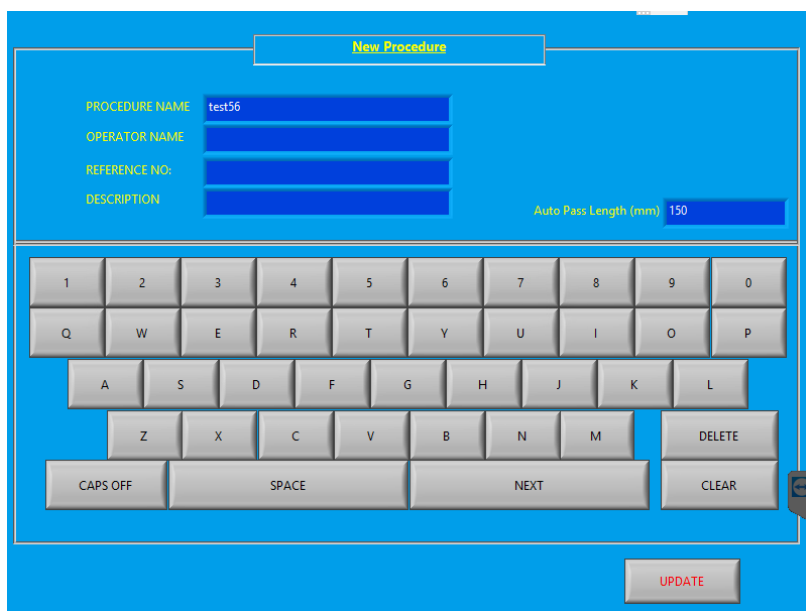 New Procedure
PROCEDURE NAME test56
OPERATOR NAME
REFERENCE NO:
DESCRIPTION
Auto Pass Length (mm) 150
1 2 3 4 5 6 7 8 9 0
Q W E R T Y U I O P
A S D F G H J K L
Z X C V B N M DELETE
CAPS OFF SPACE NEXT CLEAR
UPDATE